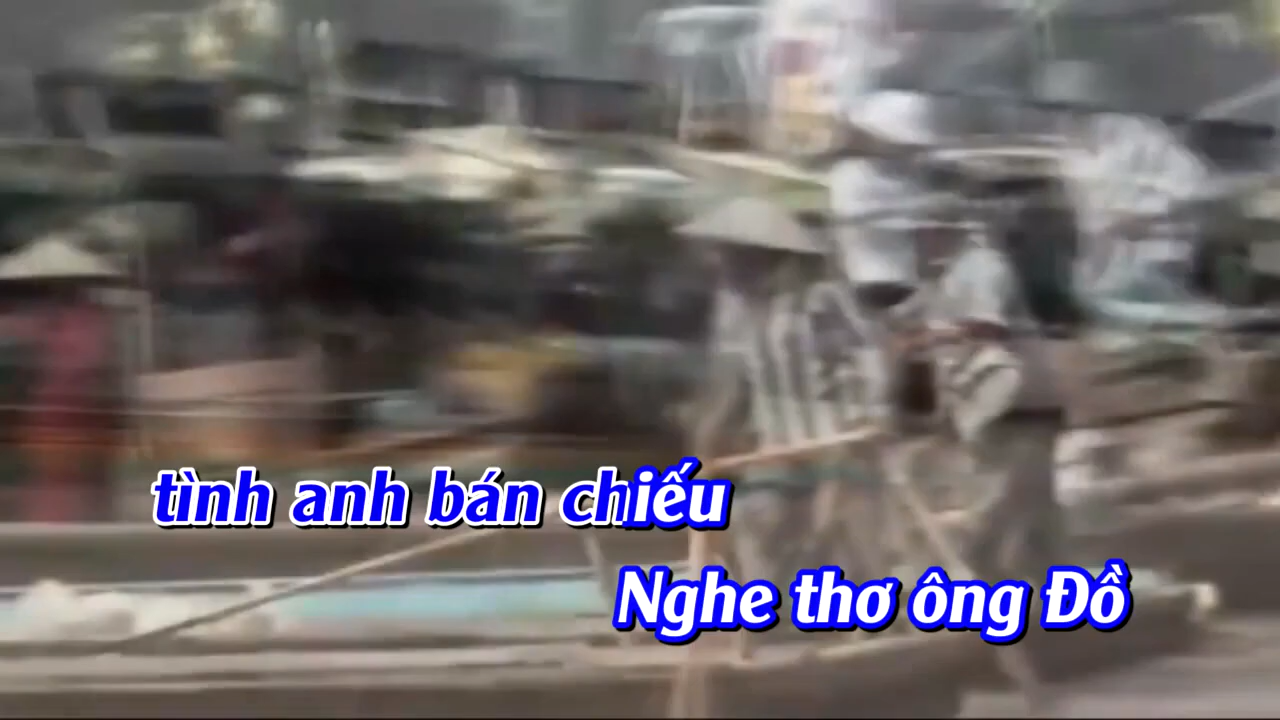 tình anh bán chiếu
Nghe thơ ông Đồ